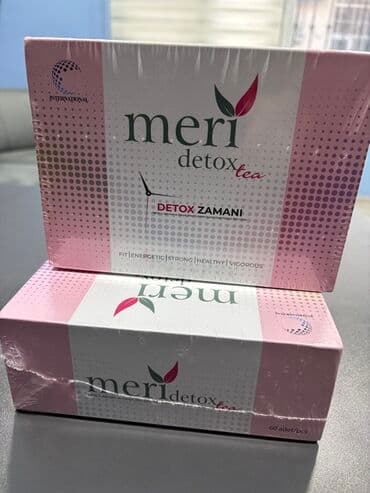 INTERNATIONAL
meri
detox
tea
DETOX ZAMANI
FIT|ENERGETIC|STRONG|HEALTHY|VIGOROUS
meri
meri detox
tea
60 adet/pcs